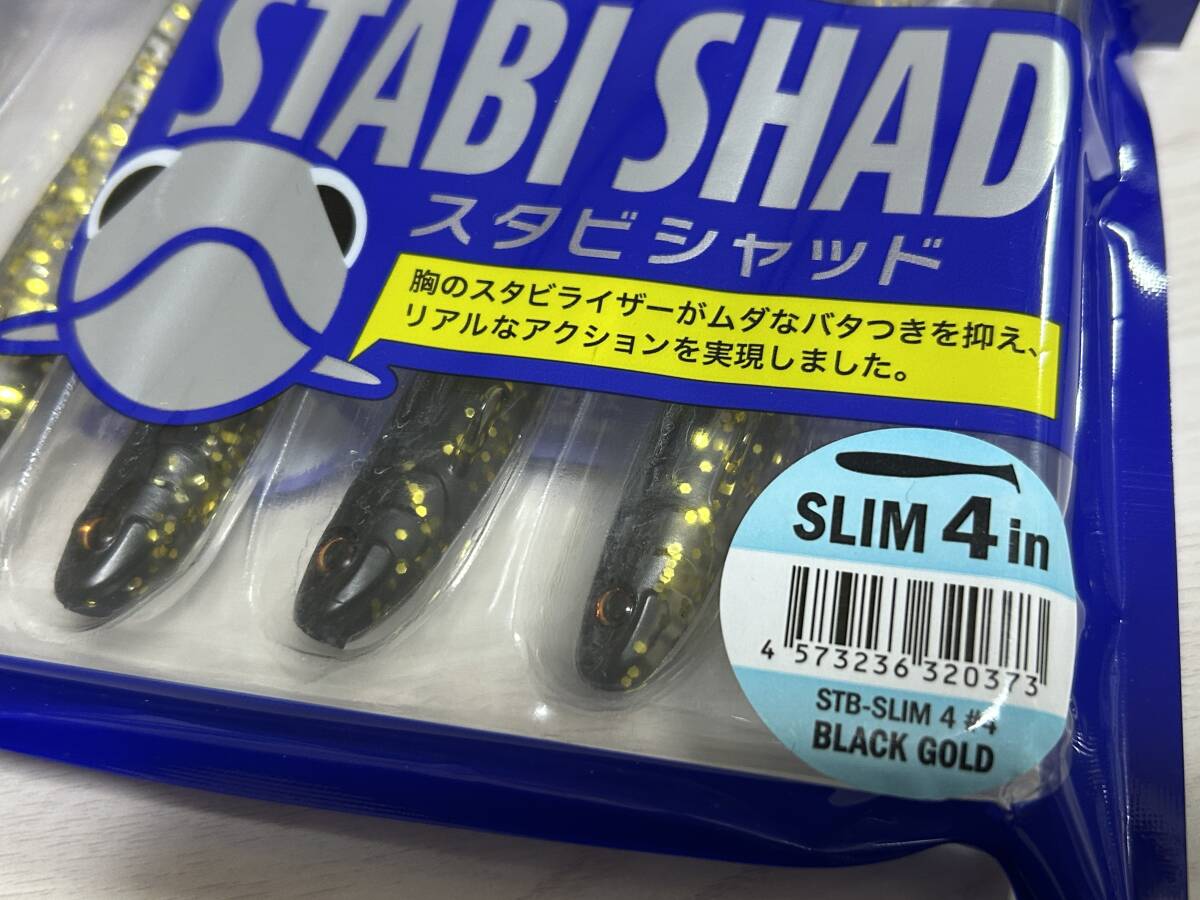 STABI SHAD
スタビシャッド
胸のスタビライザーがムダなバタつきを抑え、
リアルなアクションを実現しました。
SLIM 4 in
4 573236 320373
STB-SLIM 4 #4
BLACK GOLD